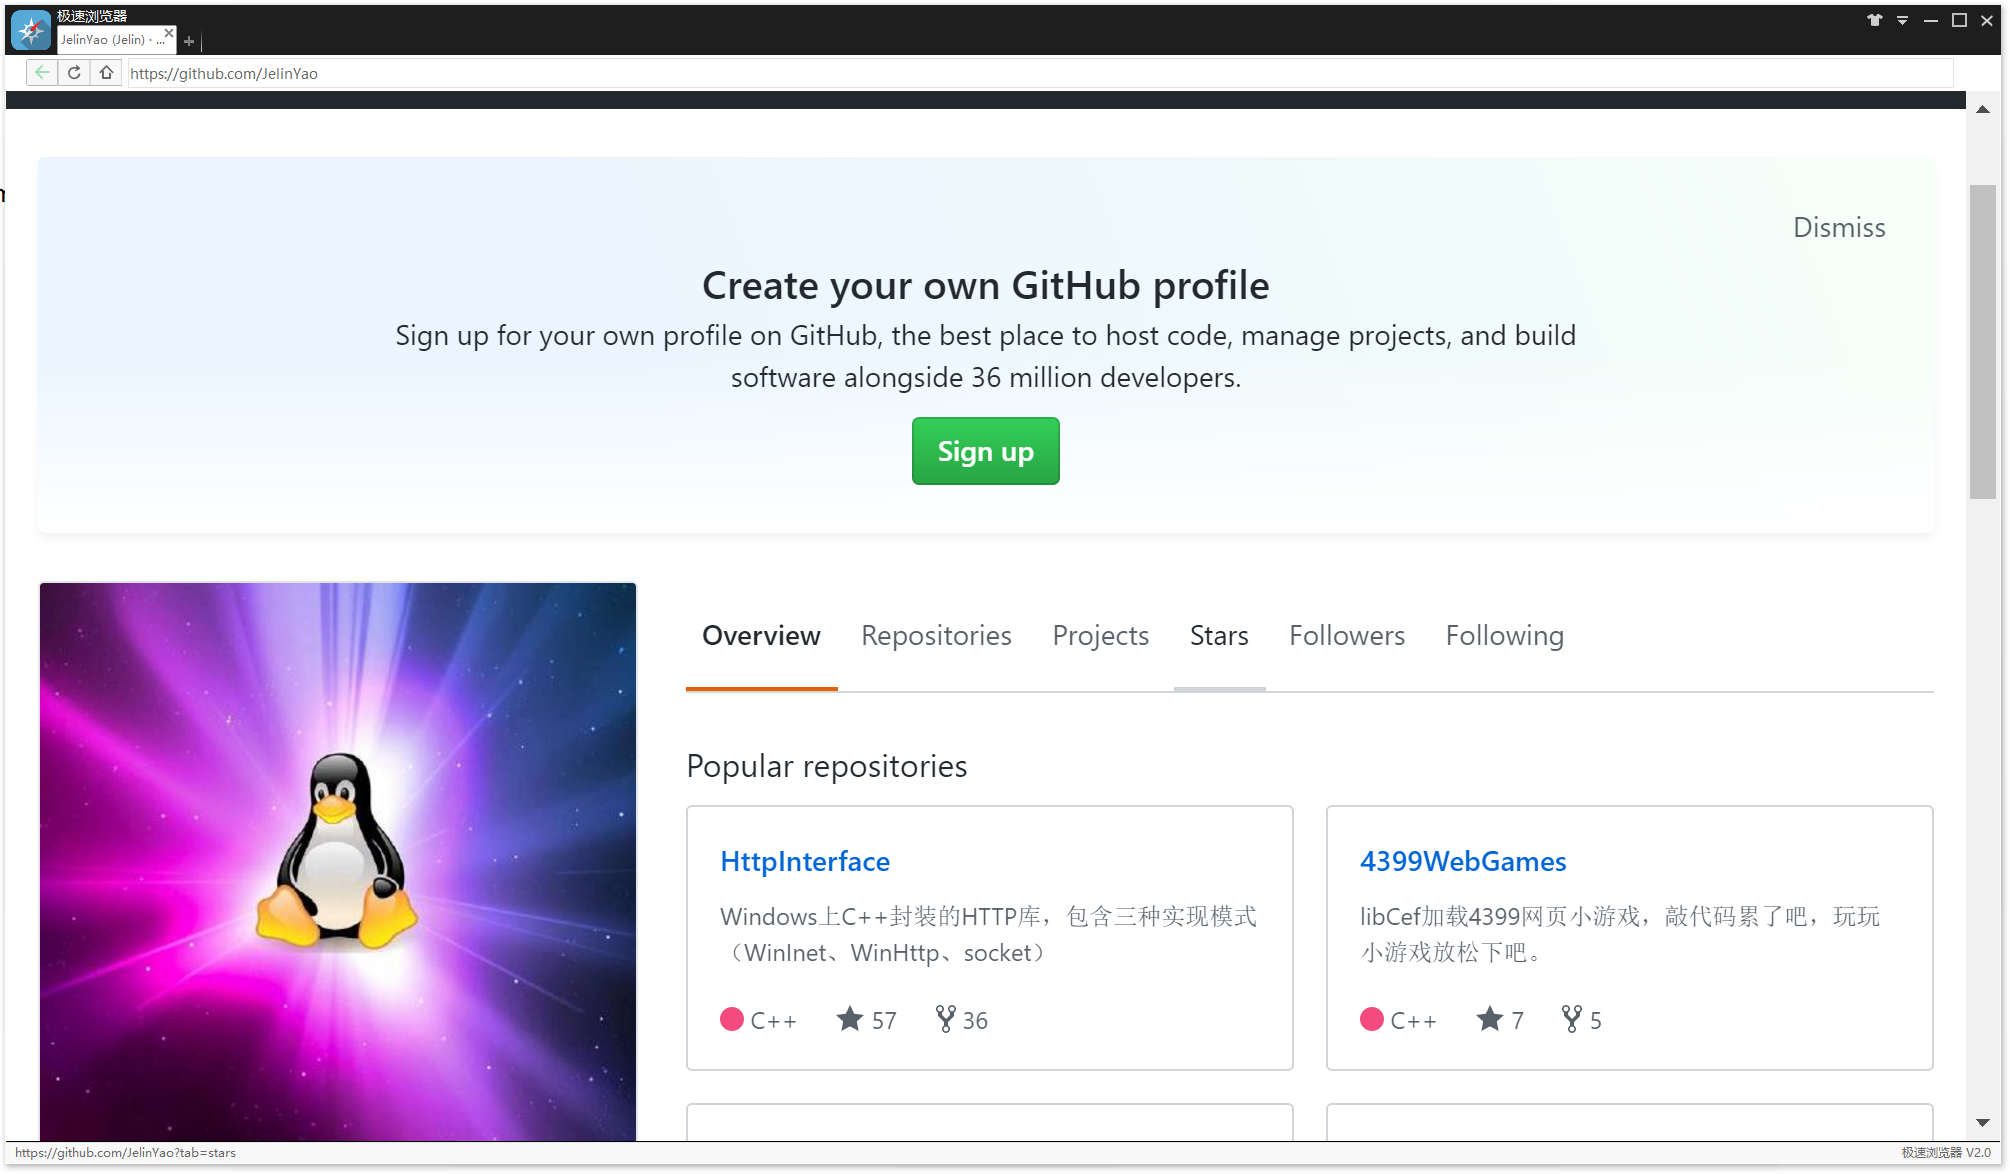 极速浏览器
JelinYao (Jelin) · ...
https://github.com/JelinYao
Dismiss
Create your own GitHub profile
Sign up for your own profile on GitHub, the best place to host code, manage projects, and build
software alongside 36 million developers.
Sign up
Overview Repositories Projects Stars Followers Following
Popular repositories
HttpInterface
Windows上C++封装的HTTP库，包含三种实现模式
（WinInet、WinHttp、socket）
C++ 57 36
4399WebGames
libCef加载4399网页小游戏，敲代码累了吧，玩玩
小游戏放松下吧。
C++ 7 5
https://github.com/JelinYao?tab=stars
极速浏览器 V2.0